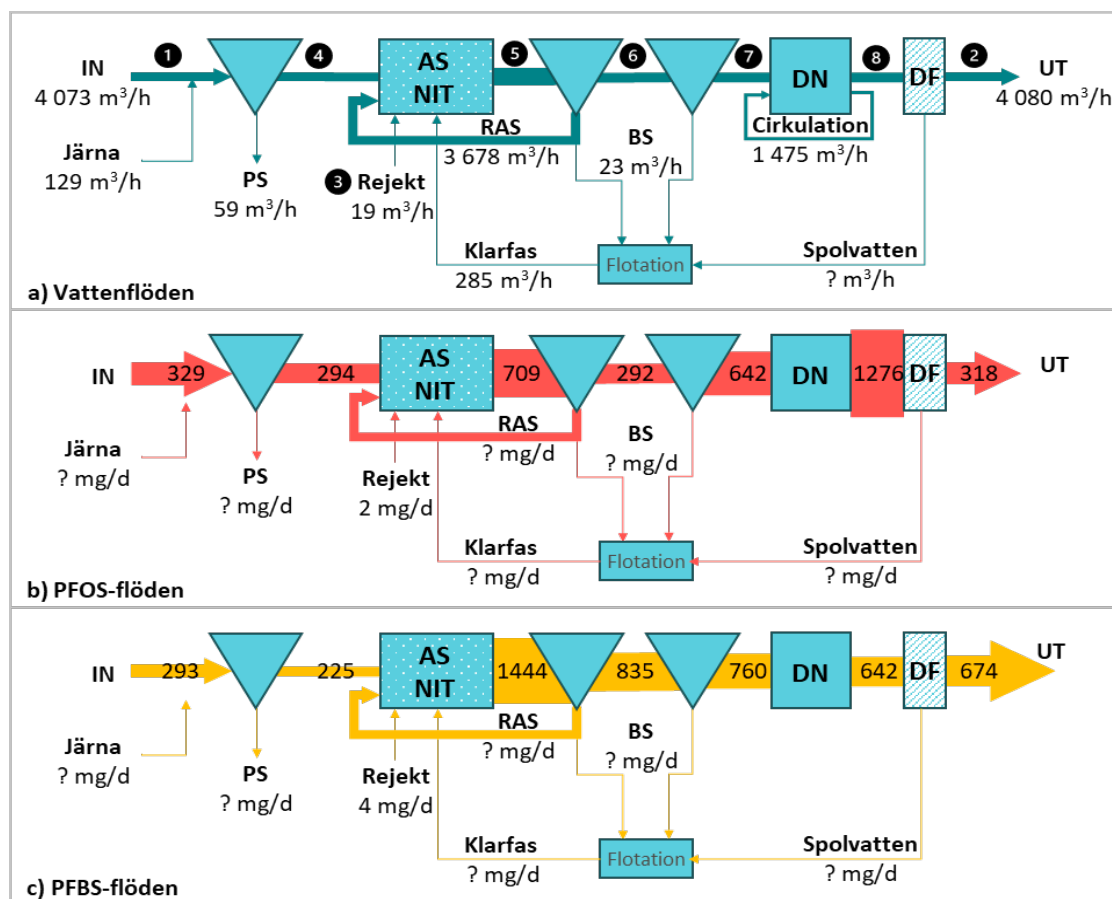 1 4 5 6 7 8 2
IN
4 073 m³/h
AS
NIT
DN
DF
UT
4 080 m³/h
Järna
129 m³/h
PS
59 m³/h
3 Rejekt
19 m³/h
RAS
3 678 m³/h
BS
23 m³/h
Cirkulation
1 475 m³/h
Klarfas
285 m³/h
Flotation
Spolvatten
? m³/h
a) Vattenflöden
IN
329
294
AS
NIT
709
292
642
DN
1276
DF
318
UT
Järna
? mg/d
PS
? mg/d
Rejekt
2 mg/d
RAS
? mg/d
BS
? mg/d
Klarfas
? mg/d
Flotation
Spolvatten
? mg/d
b) PFOS-flöden
IN
293
225
AS
NIT
1444
835
760
DN
642
DF
674
UT
Järna
? mg/d
PS
? mg/d
Rejekt
4 mg/d
RAS
? mg/d
BS
? mg/d
Klarfas
? mg/d
Flotation
Spolvatten
? mg/d
c) PFBS-flöden